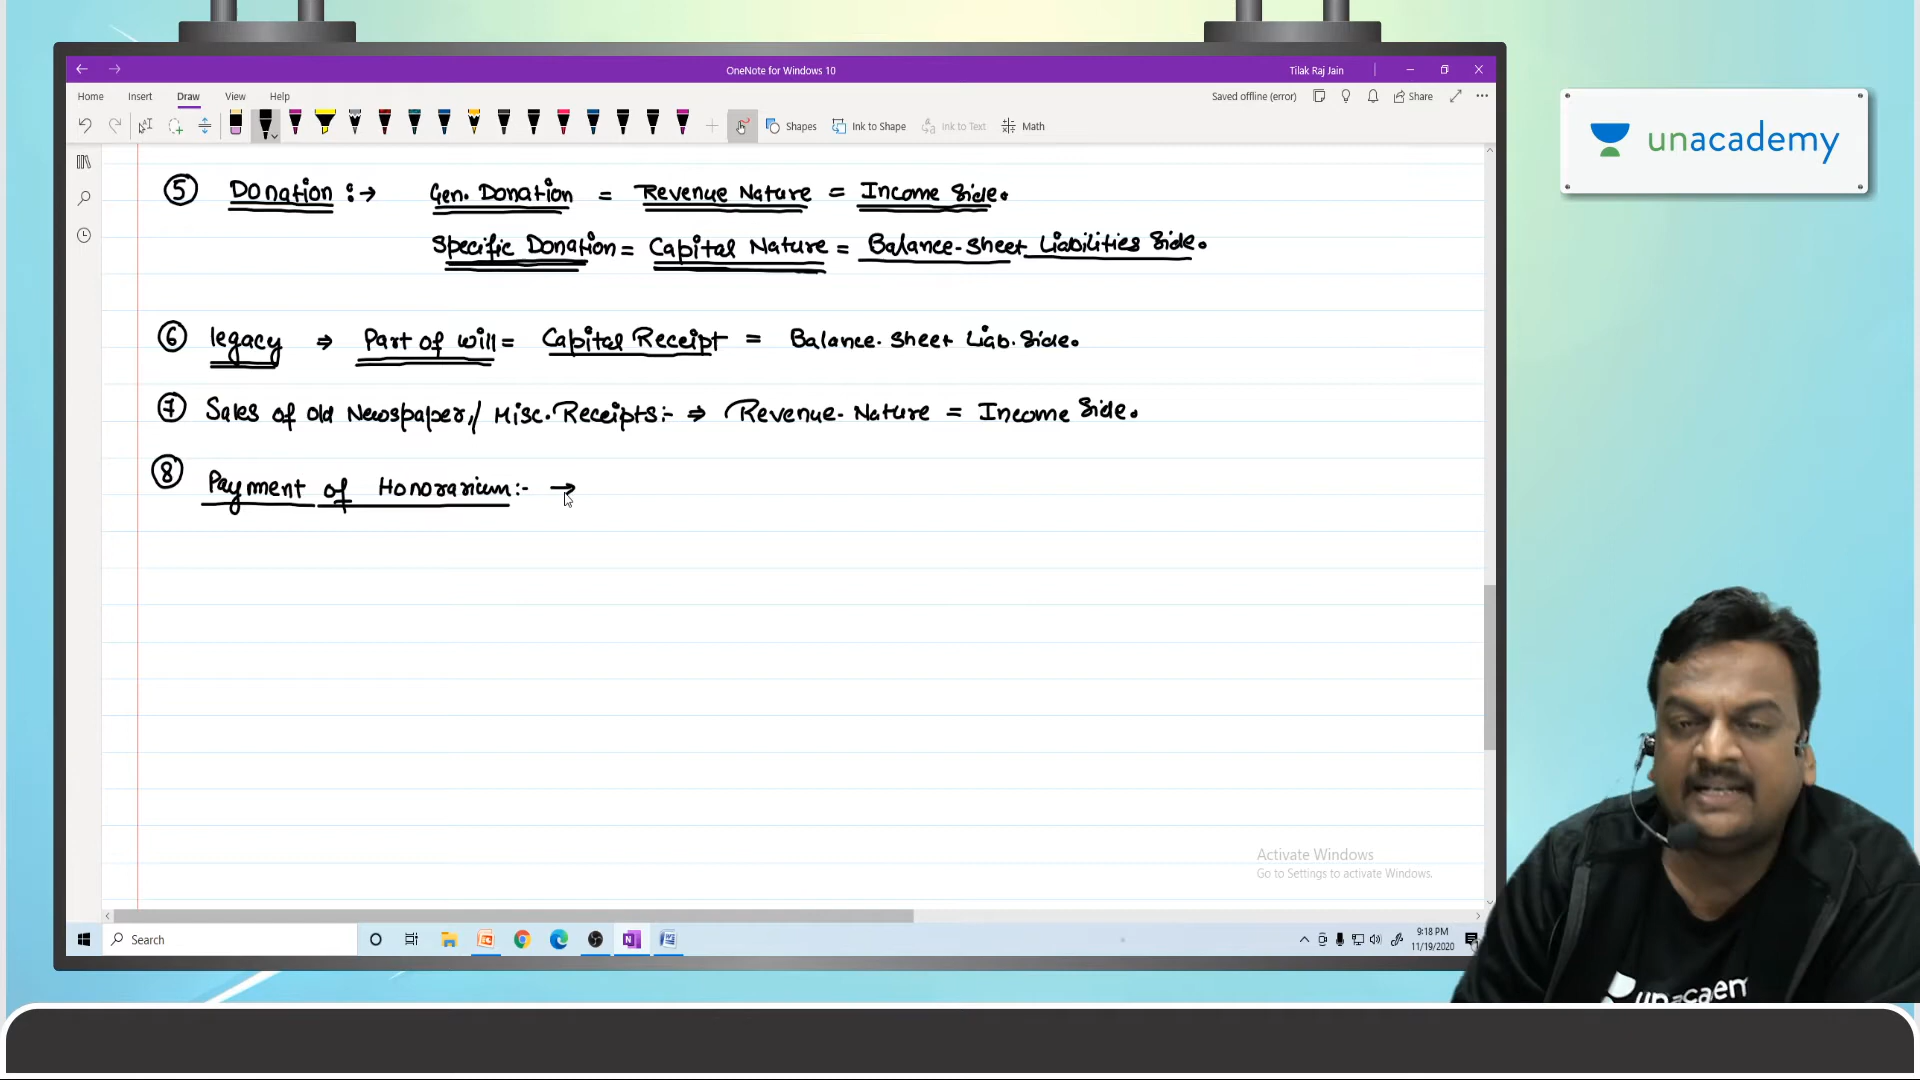 OneNote for Windows 10
Tilak Raj Jain
Home Insert Draw View Help
Saved offline (error)
Share
Shapes
Ink to Shape
Ink to Text
Math
unacademy
⑤ Donation :→ Gen. Donation = Revenue Nature = Income Side.
Specific Donation = Capital Nature = Balance-sheet Liabilities Side.
⑥ legacy ⇒ Part of will = Capital Receipt = Balance-sheet Liab. Side.
⑦ Sales of old Newspaper/ Misc. Receipts:- ⇒ Revenue-Nature = Income Side.
⑧ Payment of Honorarium:- →
Activate Windows
Go to Settings to activate Windows.
Search
9:18 PM
11/19/2020
unacaem